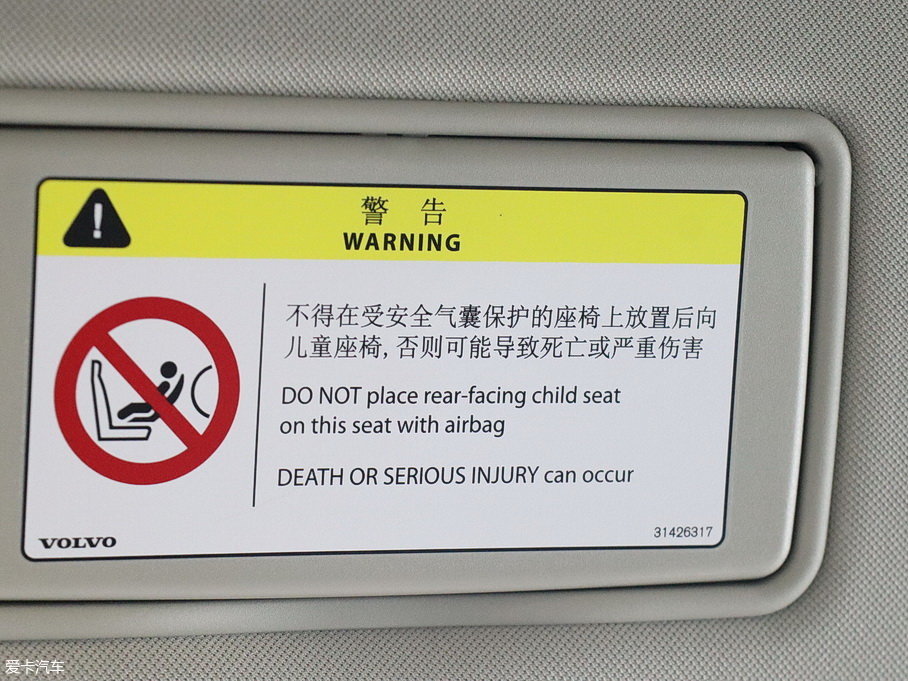 警 告
WARNING
不得在受安全气囊保护的座椅上放置后向
儿童座椅, 否则可能导致死亡或严重伤害
DO NOT place rear-facing child seat
on this seat with airbag
DEATH OR SERIOUS INJURY can occur
VOLVO
31426317
爱卡汽车